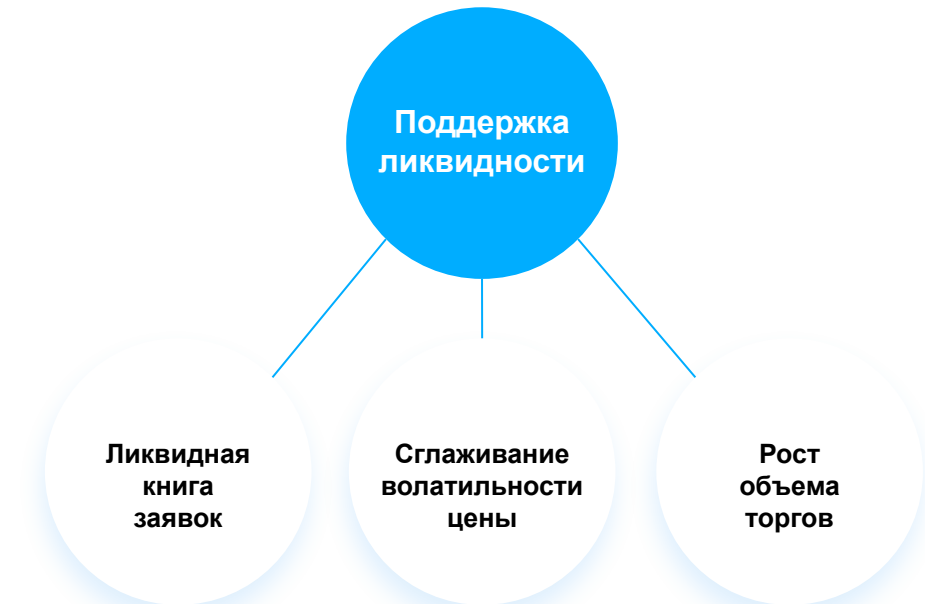 Поддержка
ликвидности
Ликвидная
книга
заявок
Сглаживание
волатильности
цены
Рост
объема
торгов